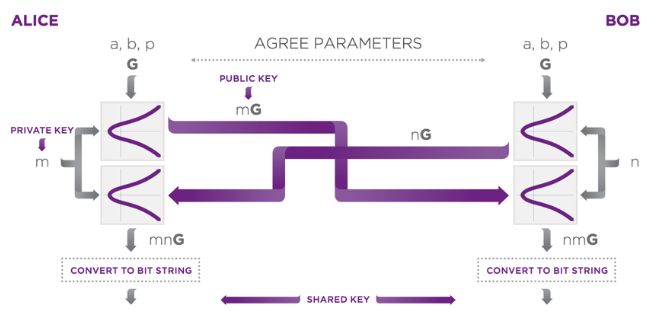 ALICE
BOB
a, b, p
AGREE PARAMETERS
a, b, p
G
G
PUBLIC KEY
mG
nG
PRIVATE KEY
m
n
mnG
nmG
CONVERT TO BIT STRING
CONVERT TO BIT STRING
SHARED KEY